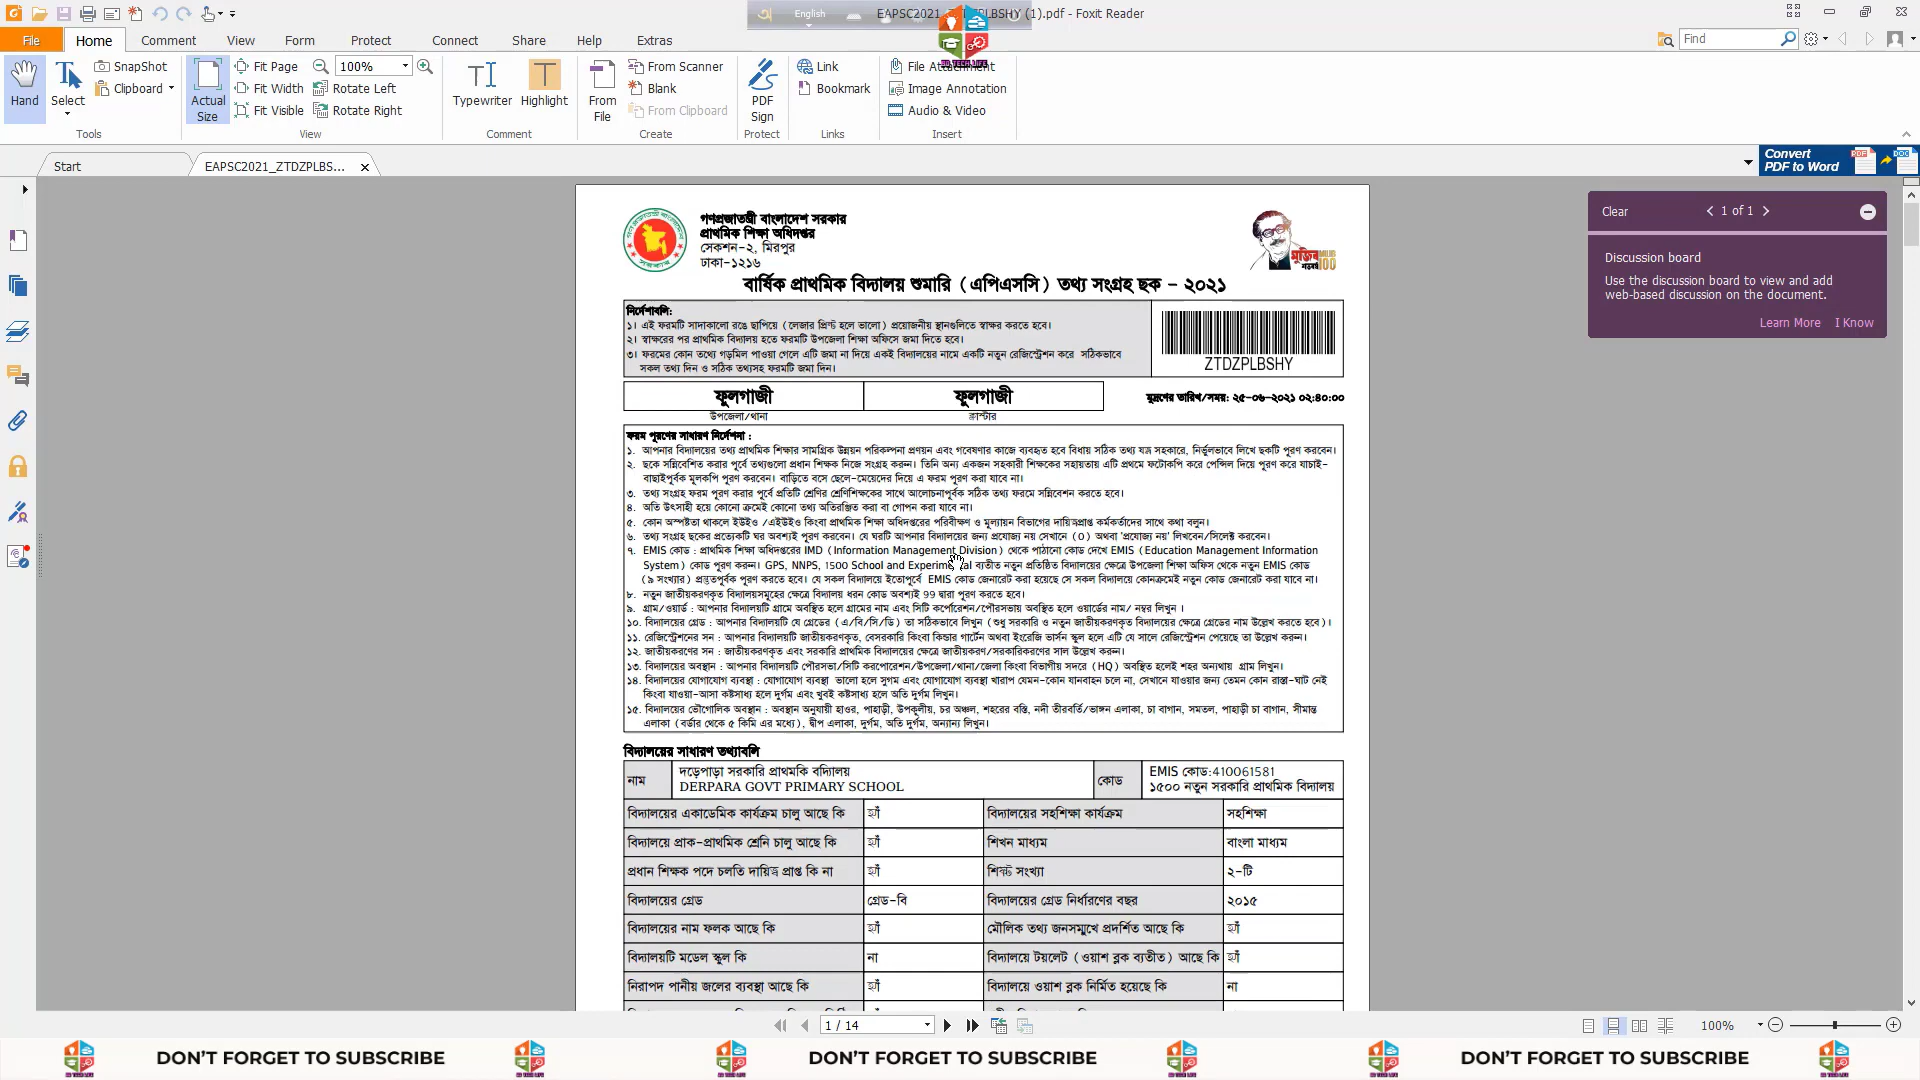 English
EAPSC2021_ZTDZPLBSHY (1).pdf - Foxit Reader
File Home Comment View Form Protect Connect Share Help Extras
Find
Hand
Select
SnapShot
Clipboard
Tools
Actual Size
Fit Page
Fit Width
Fit Visible
100%
Rotate Left
Rotate Right
View
Typewriter
Highlight
Comment
From File
From Scanner
Blank
From Clipboard
Create
PDF Sign
Protect
Link
Bookmark
Links
File Attachment
Image Annotation
Audio & Video
Insert
Start
EAPSC2021_ZTDZPLBS...
Convert
PDF to Word
Clear
1 of 1
Discussion board
Use the discussion board to view and add
web-based discussion on the document.
Learn More I Know
গণপ্রজাতন্ত্রী বাংলাদেশ সরকার
প্রাথমিক শিক্ষা অধিদপ্তর
সেকশন-২, মিরপুর
ঢাকা-১২১৬
বার্ষিক প্রাথমিক বিদ্যালয় শুমারি (এপিএসসি) তথ্য সংগ্রহ ছক - ২০২১
নির্দেশাবলি:
১। এই ফরমটি সাদাকালো রঙে ছাপিয়ে (লেজার প্রিন্ট হলে ভালো) প্রয়োজনীয় স্থানগুলিতে স্বাক্ষর করতে হবে।
২। স্বাক্ষরের পর প্রাথমিক বিদ্যালয় হতে ফরমটি উপজেলা শিক্ষা অফিসে জমা দিতে হবে।
৩। ফরমের কোন তথ্যে গড়মিল পাওয়া গেলে এটি জমা না দিয়ে একই বিদ্যালয়ের নামে একটি নতুন রেজিস্ট্রেশন করে সঠিকভাবে
সকল তথ্য দিন ও সঠিক তথ্যসহ ফরমটি জমা দিন।
ZTDZPLBSHY
ফুলগাজী
উপজেলা/থানা
ফুলগাজী
ক্লাস্টার
মুদ্রণের তারিখ/সময়: ২৫-০৬-২০২১ ০২:৪০:০০
ফরম পূরণের সাধারণ নির্দেশনা :
১. আপনার বিদ্যালয়ের তথ্য প্রাথমিক শিক্ষার সামগ্রিক উন্নয়ন পরিকল্পনা প্রণয়ন এবং গবেষণার কাজে ব্যবহৃত হবে বিধায় সঠিক তথ্য যত্ন সহকারে, নির্ভুলভাবে লিখে ছকটি পূরণ করবেন।
২. ছকে সন্নিবেশিত করার পূর্বে তথ্যগুলো প্রধান শিক্ষক নিজে সংগ্রহ করুন। তিনি অন্য একজন সহকারী শিক্ষকের সহায়তায় এটি প্রথমে ফটোকপি করে পেন্সিল দিয়ে পূরণ করে যাচাই-
বাছাইপূর্বক মূলকপি পূরণ করবেন। বাড়িতে বসে ছেলে-মেয়েদের দিয়ে এ ফরম পূরণ করা যাবে না।
৩. তথ্য সংগ্রহ ফরম পূরণ করার পূর্বে প্রতিটি শ্রেণির শ্রেণিশিক্ষকের সাথে আলোচনাপূর্বক সঠিক তথ্য ফরমে সন্নিবেশন করতে হবে।
৪. অতি উৎসাহী হয়ে কোনো ক্রমেই কোনো তথ্য অতিরঞ্জিত করা বা গোপন করা যাবে না।
৫. কোন অস্পষ্টতা থাকলে ইউইও /এইউইও কিংবা প্রাথমিক শিক্ষা অধিদপ্তরের পরিবীক্ষণ ও মূল্যায়ন বিভাগের দায়িত্বপ্রাপ্ত কর্মকর্তাদের সাথে কথা বলুন।
৬. তথ্য সংগ্রহ ছকের প্রত্যেকটি ঘর অবশ্যই পূরণ করবেন। যে ঘরটি আপনার বিদ্যালয়ের জন্য প্রযোজ্য নয় সেখানে (0) অথবা 'প্রযোজ্য নয়' লিখবেন/সিলেক্ট করবেন।
৭. EMIS কোড : প্রাথমিক শিক্ষা অধিদপ্তরের IMD (Information Management Division) থেকে পাঠানো কোড দেখে EMIS (Education Management Information
System) কোড পূরণ করুন। GPS, NNPS, 1500 School and Experimental ব্যতীত নতুন প্রতিষ্ঠিত বিদ্যালয়ের ক্ষেত্রে উপজেলা শিক্ষা অফিস থেকে নতুন EMIS কোড
(৯ সংখ্যার) প্রস্তুতপূর্বক পূরণ করতে হবে। যে সকল বিদ্যালয়ে ইতোপূর্বে EMIS কোড জেনারেট করা হয়েছে সে সকল বিদ্যালয়ে কোনক্রমেই নতুন কোড জেনারেট করা যাবে না।
৮. নতুন জাতীয়করণকৃত বিদ্যালয়সমূহের ক্ষেত্রে বিদ্যালয় ধরন কোড অবশ্যই 99 দ্বারা পূরণ করতে হবে।
৯. গ্রাম/ওয়ার্ড : আপনার বিদ্যালয়টি গ্রামে অবস্থিত হলে গ্রামের নাম এবং সিটি কর্পোরেশন/পৌরসভায় অবস্থিত হলে ওয়ার্ডের নাম/ নম্বর লিখুন ।
১০. বিদ্যালয়ের গ্রেড : আপনার বিদ্যালয়টি যে গ্রেডের (এ/বি/সি/ডি) তা সঠিকভাবে লিখুন (শুধু সরকারি ও নতুন জাতীয়করণকৃত বিদ্যালয়ের ক্ষেত্রে গ্রেডের নাম উল্লেখ করতে হবে)।
১১. রেজিস্ট্রেশনের সন : আপনার বিদ্যালয়টি জাতীয়করণকৃত, বেসরকারি কিংবা কিন্ডার গার্টেন অথবা ইংরেজি ভার্সন স্কুল হলে এটি যে সালে রেজিস্ট্রেশন পেয়েছে তা উল্লেখ করুন।
১২. জাতীয়করণের সন : জাতীয়করণকৃত এবং সরকারি প্রাথমিক বিদ্যালয়ের ক্ষেত্রে জাতীয়করণ/সরকারিকরণের সাল উল্লেখ করুন।
১৩. বিদ্যালয়ের অবস্থান : আপনার বিদ্যালয়টি পৌরসভা/সিটি করপোরেশন/উপজেলা/থানা/জেলা কিংবা বিভাগীয় সদরে (HQ) অবস্থিত হলেই শহর অন্যথায় গ্রাম লিখুন।
১৪. বিদ্যালয়ের যোগাযোগ ব্যবস্থা : যোগাযোগ ব্যবস্থা ভালো হলে সুগম এবং যোগাযোগ ব্যবস্থা খারাপ যেমন-কোন যানবাহন চলে না, সেখানে যাওয়ার জন্য তেমন কোন রাস্তা-ঘাট নেই
কিংবা যাওয়া-আসা কষ্টসাধ্য হলে দুর্গম এবং খুবই কষ্টসাধ্য হলে অতি দুর্গম লিখুন।
১৫. বিদ্যালয়ের ভৌগোলিক অবস্থান : অবস্থান অনুযায়ী হাওর, পাহাড়ী, উপকূলীয়, চর অঞ্চল, শহরের বস্তি, নদী তীরবর্তি/ভাঙ্গন এলাকা, চা বাগান, সমতল, পাহাড়ী চা বাগান, সীমান্ত
এলাকা (বর্ডার থেকে ৫ কিমি এর মধ্যে), দ্বীপ এলাকা, দুর্গম, অতি দুর্গম, অন্যান্য লিখুন।
বিদ্যালয়ের সাধারণ তথ্যাবলি
নাম
দড়েপাড়া সরকারি প্রাথমকি বদ্যিালয়
DERPARA GOVT PRIMARY SCHOOL
কোড
EMIS কোড:410061581
১৫০০ নতুন সরকারি প্রাথমিক বিদ্যালয়
বিদ্যালয়ের একাডেমিক কার্যক্রম চালু আছে কি হ্যাঁ বিদ্যালয়ের সহশিক্ষা কার্যক্রম সহশিক্ষা
বিদ্যালয়ে প্রাক-প্রাথমিক শ্রেনি চালু আছে কি হ্যাঁ শিখন মাধ্যম বাংলা মাধ্যম
প্রধান শিক্ষক পদে চলতি দায়িত্ব প্রাপ্ত কি না হ্যাঁ শিফট সংখ্যা ২-টি
বিদ্যালয়ের গ্রেড গ্রেড-বি বিদ্যালয়ের গ্রেড নির্ধারণের বছর ২০১৫
বিদ্যালয়ের নাম ফলক আছে কি হ্যাঁ মৌলিক তথ্য জনসম্মুখে প্রদর্শিত আছে কি হ্যাঁ
বিদ্যালয়টি মডেল স্কুল কি না বিদ্যালয়ে টয়লেট (ওয়াশ ব্লক ব্যতীত) আছে কি হ্যাঁ
নিরাপদ পানীয় জলের ব্যবস্থা আছে কি হ্যাঁ বিদ্যালয়ে ওয়াশ ব্লক নির্মিত হয়েছে কি না
1 / 14
100%
DON'T FORGET TO SUBSCRIBE DON'T FORGET TO SUBSCRIBE DON'T FORGET TO SUBSCRIBE